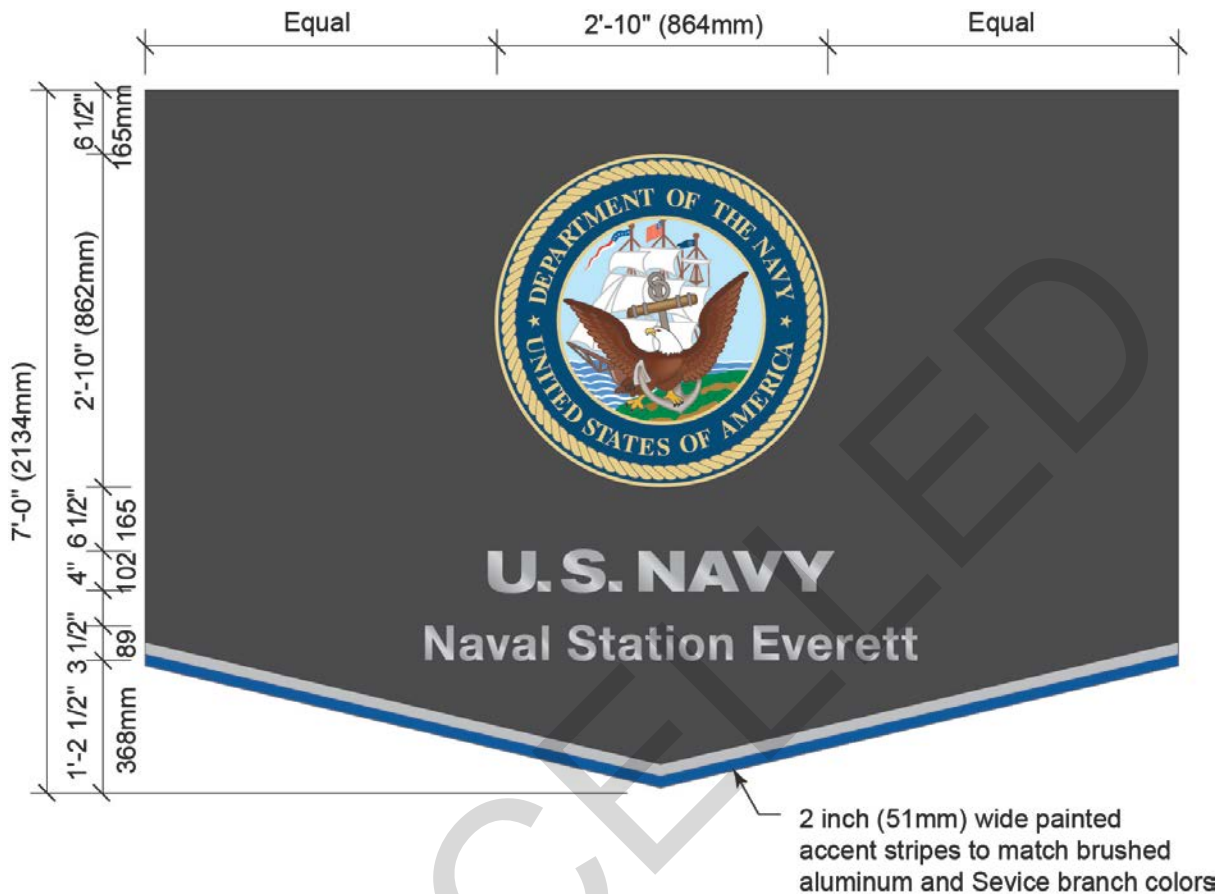 Equal
2'-10" (864mm)
Equal
7'-0" (2134mm)
6 1/2"
165mm
2'-10" (862mm)
6 1/2"
165
4"
102
3 1/2"
89
1'-2 1/2"
368mm
DEPARTMENT OF THE NAVY
UNITED STATES OF AMERICA
U.S. NAVY
Naval Station Everett
2 inch (51mm) wide painted
accent stripes to match brushed
aluminum and Sevice branch colors
CELLED